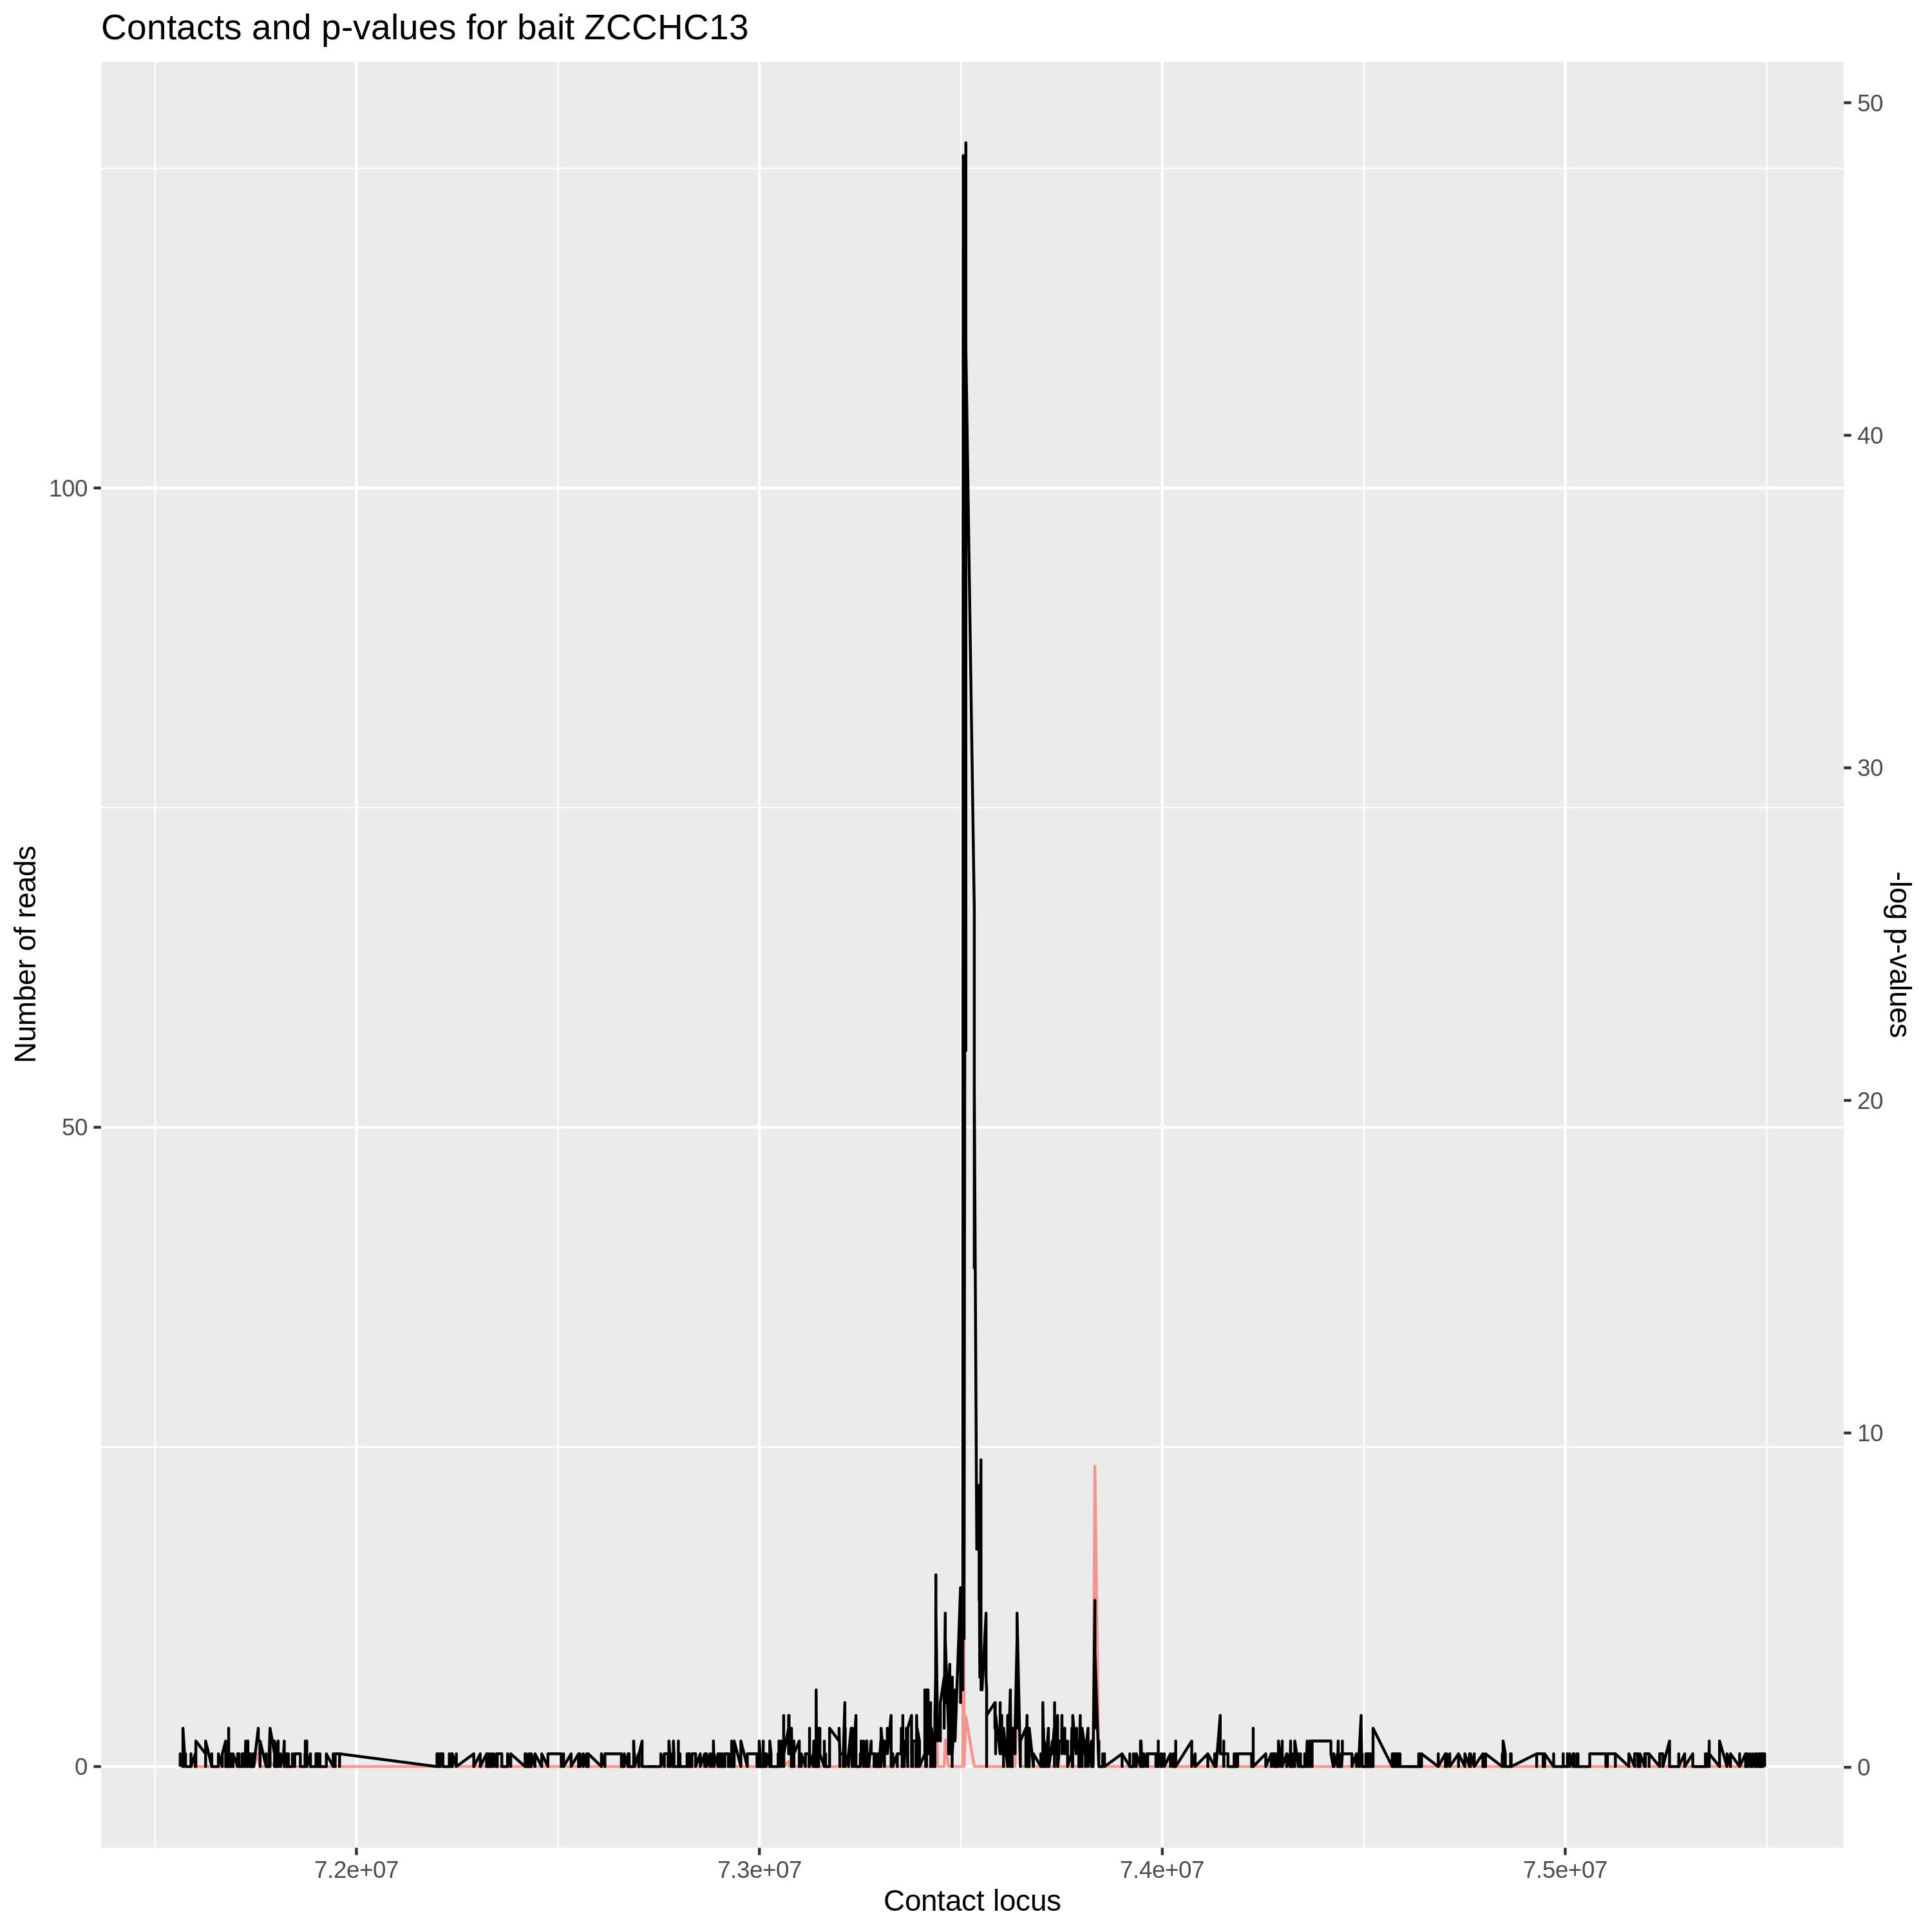 Contacts and p-values for bait ZCCHC13
Number of reads
100
50
0
50
40
30
20
10
0
-log p-values
7.2e+07
7.3e+07
7.4e+07
7.5e+07
Contact locus